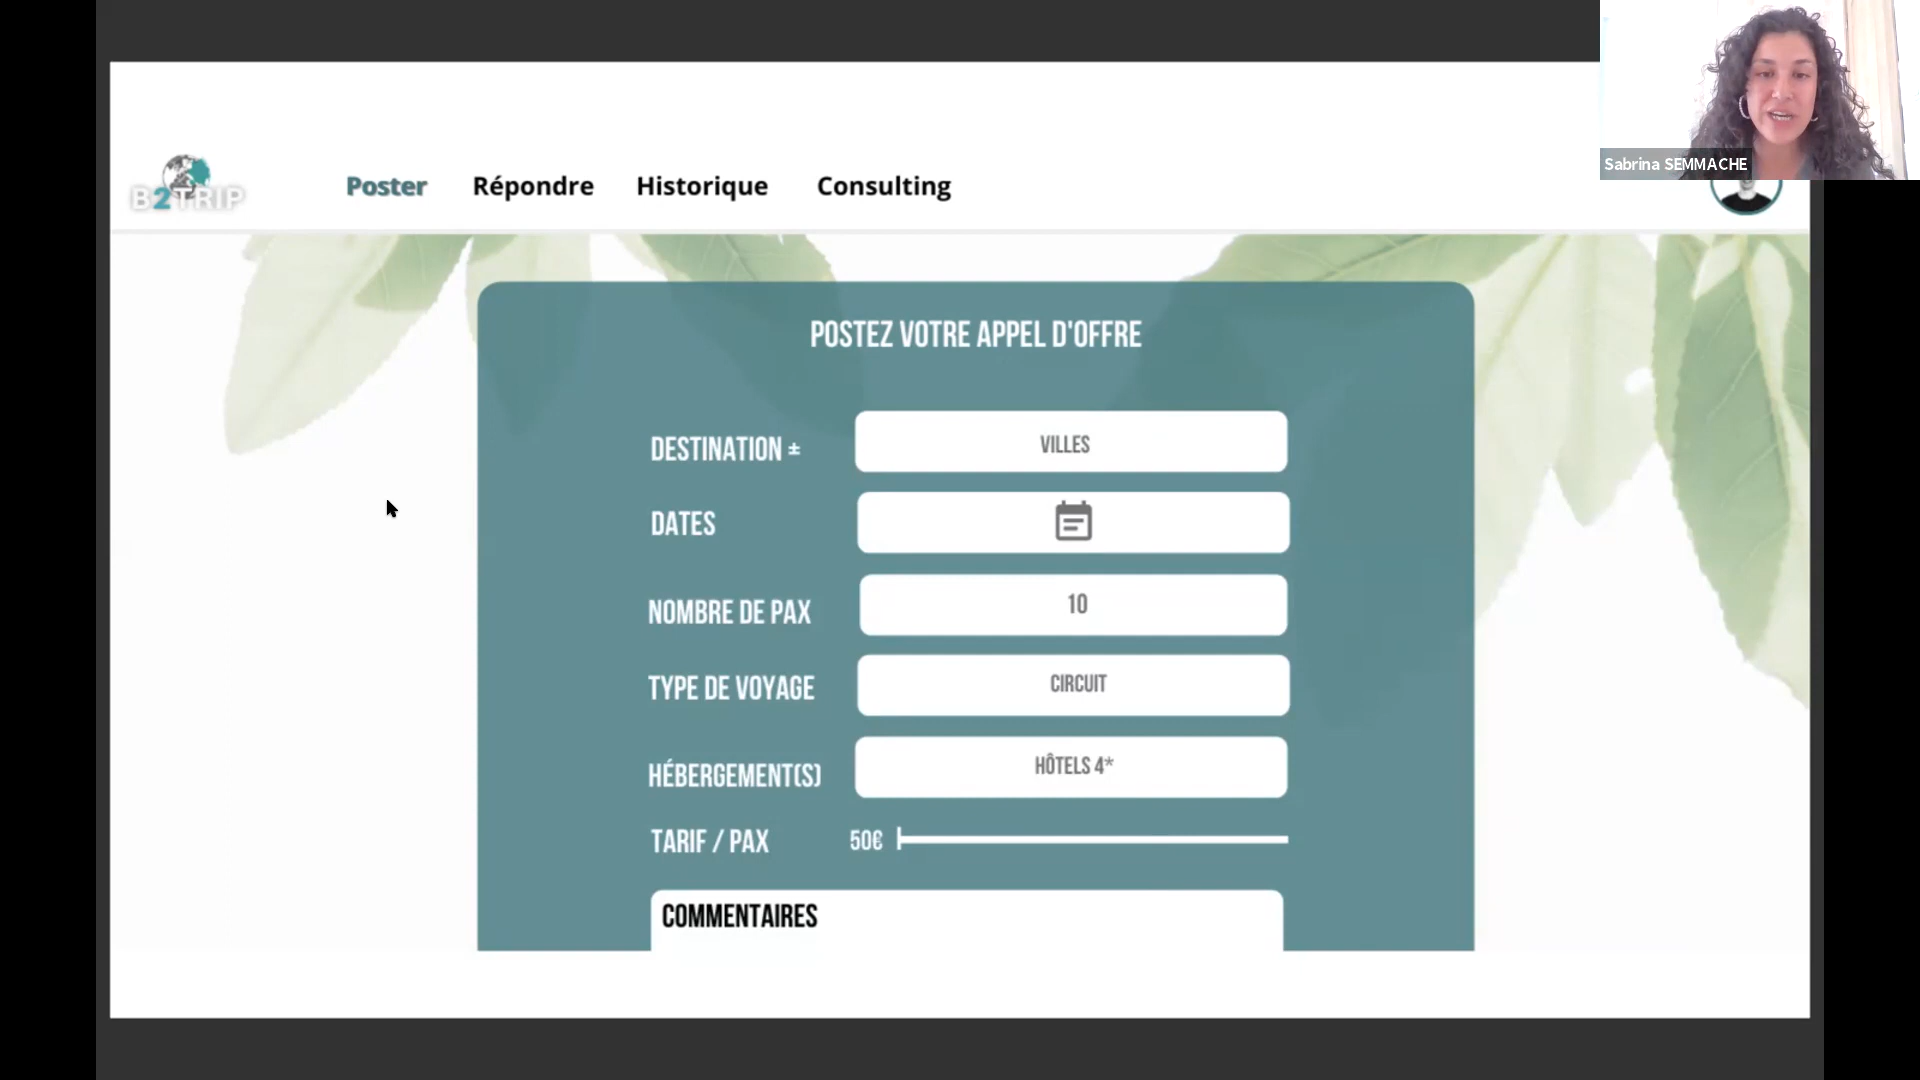 Sabrina SEMMACHE
B2TRIP
Poster
Répondre
Historique
Consulting
POSTEZ VOTRE APPEL D'OFFRE
DESTINATION ±
VILLES
DATES
NOMBRE DE PAX
10
TYPE DE VOYAGE
CIRCUIT
HÉBERGEMENT(S)
HÔTELS 4*
TARIF / PAX
50€
COMMENTAIRES